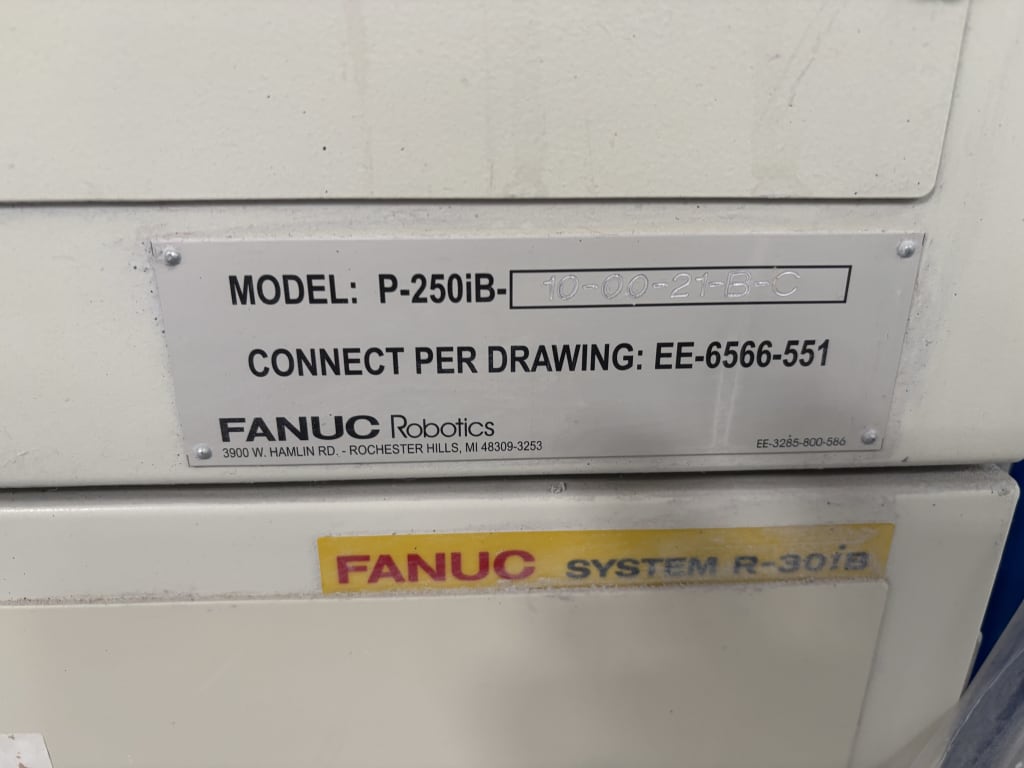 MODEL: P-250iB-10-00-21-B-C
CONNECT PER DRAWING: EE-6566-551
FANUC Robotics
3900 W. HAMLIN RD. - ROCHESTER HILLS, MI 48309-3253
EE-3285-800-586
FANUC SYSTEM R-30iB